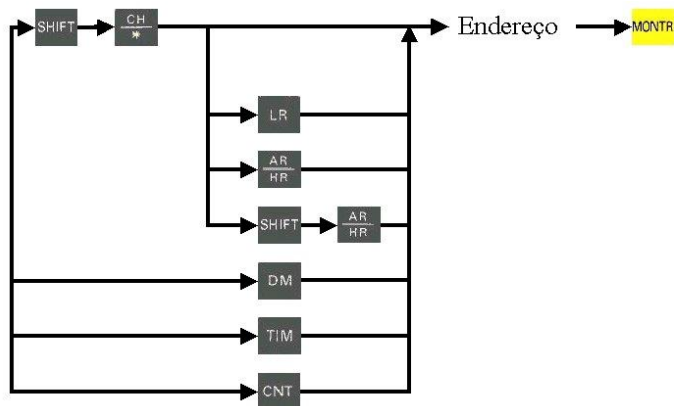 SHIFT CH * Endereço MONTR
LR
AR HR
SHIFT AR HR
DM
TIM
CNT